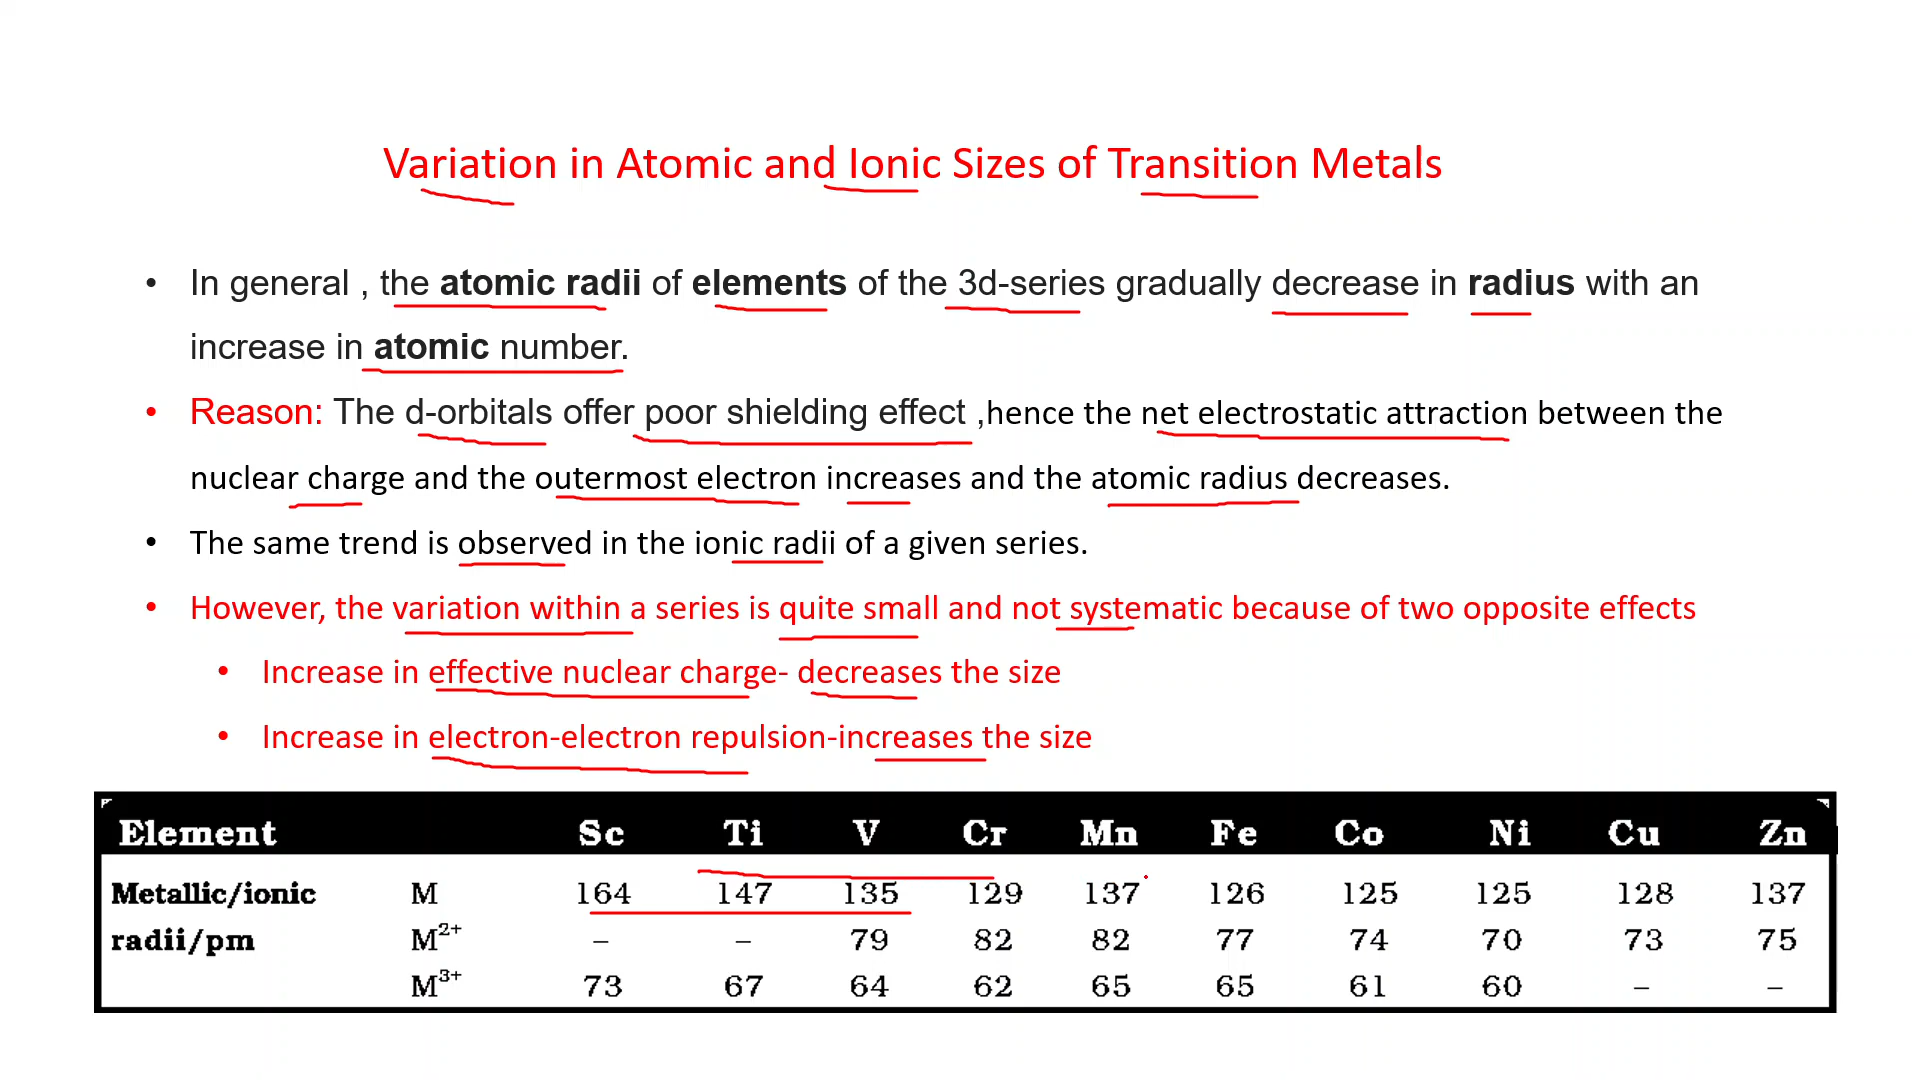 Variation in Atomic and Ionic Sizes of Transition Metals
• In general , the atomic radii of elements of the 3d-series gradually decrease in radius with an
increase in atomic number.
• Reason: The d-orbitals offer poor shielding effect ,hence the net electrostatic attraction between the
nuclear charge and the outermost electron increases and the atomic radius decreases.
• The same trend is observed in the ionic radii of a given series.
• However, the variation within a series is quite small and not systematic because of two opposite effects
• Increase in effective nuclear charge- decreases the size
• Increase in electron-electron repulsion-increases the size
Element Sc Ti V Cr Mn Fe Co Ni Cu Zn
Metallic/ionic M 164 147 135 129 137 126 125 125 128 137
radii/pm M²⁺ – – 79 82 82 77 74 70 73 75
M³⁺ 73 67 64 62 65 65 61 60 – –